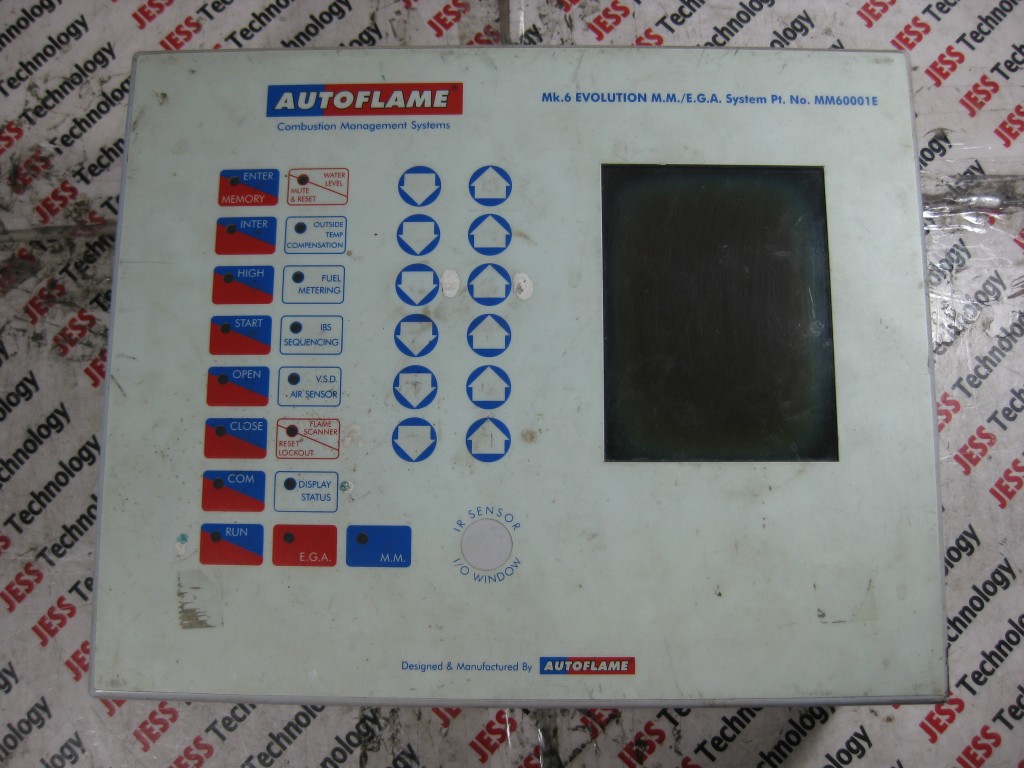 AUTOFLAME
Combustion Management Systems
Mk.6 EVOLUTION M.M./E.G.A. System Pt. No. MM60001E
ENTER
MEMORY
WATER
LEVEL
MUTE
& RESET
INTER
OUTSIDE
TEMP
COMPENSATION
HIGH
FUEL
METERING
START
IBS
SEQUENCING
OPEN
V.S.D.
AIR SENSOR
CLOSE
FLAME
SCANNER
RESET
LOCKOUT
COM
DISPLAY
STATUS
RUN
E.G.A.
M.M.
IR SENSOR
I/O WINDOW
Designed & Manufactured By AUTOFLAME
JESS Technology